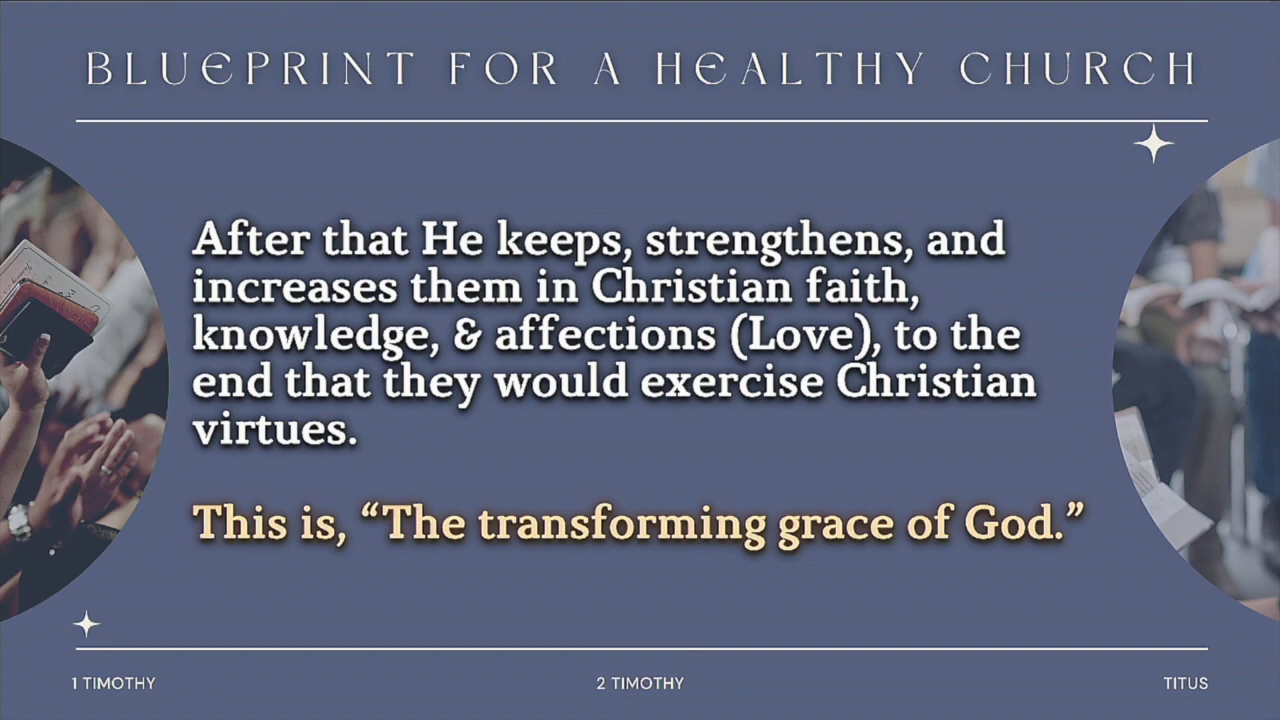 BLUEPRINT FOR A HEALTHY CHURCH
After that He keeps, strengthens, and
increases them in Christian faith,
knowledge, & affections (Love), to the
end that they would exercise Christian
virtues.
This is, “The transforming grace of God.”
1 TIMOTHY
2 TIMOTHY
TITUS